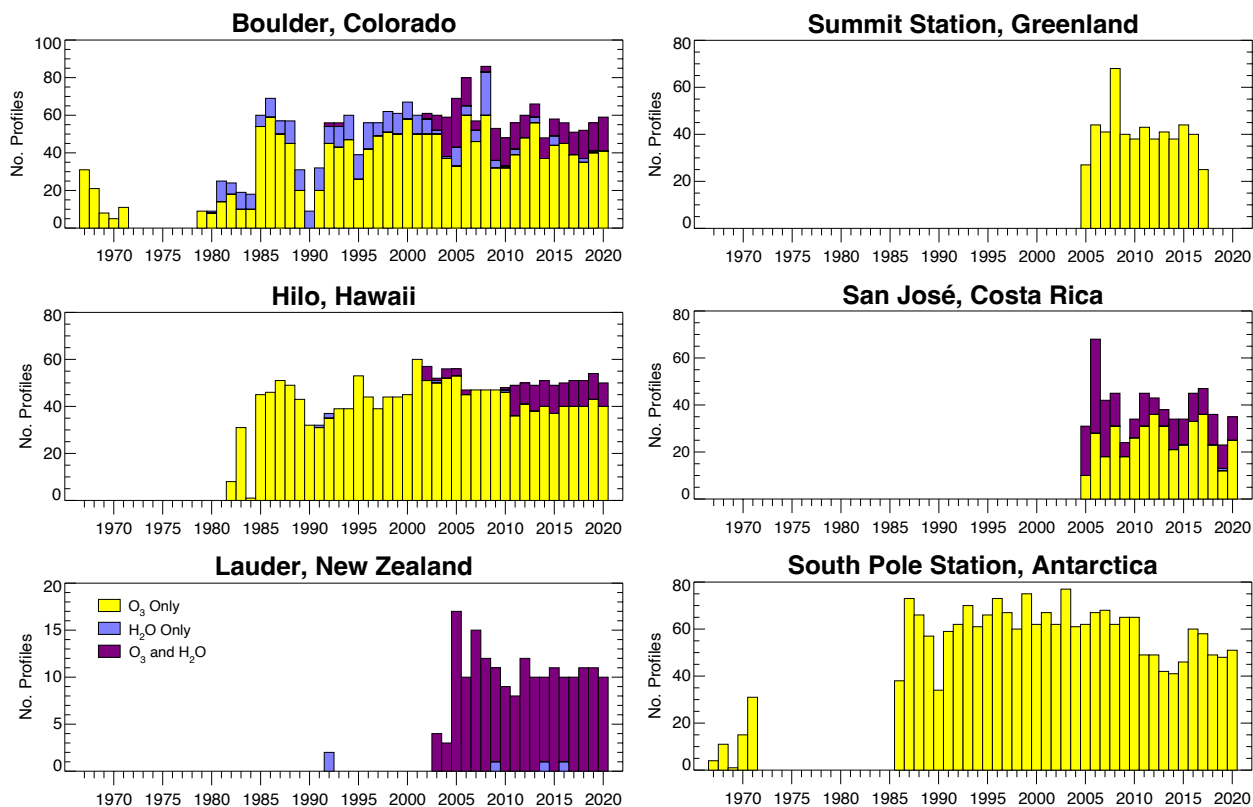 Boulder, Colorado
100
80
60
40
20
0
No. Profiles
1970 1975 1980 1985 1990 1995 2000 2005 2010 2015 2020
Summit Station, Greenland
80
60
40
20
0
No. Profiles
1970 1975 1980 1985 1990 1995 2000 2005 2010 2015 2020
Hilo, Hawaii
80
60
40
20
0
No. Profiles
1970 1975 1980 1985 1990 1995 2000 2005 2010 2015 2020
San José, Costa Rica
80
60
40
20
0
No. Profiles
1970 1975 1980 1985 1990 1995 2000 2005 2010 2015 2020
Lauder, New Zealand
20
15
10
5
0
No. Profiles
O₃ Only
H₂O Only
O₃ and H₂O
1970 1975 1980 1985 1990 1995 2000 2005 2010 2015 2020
South Pole Station, Antarctica
80
60
40
20
0
No. Profiles
1970 1975 1980 1985 1990 1995 2000 2005 2010 2015 2020